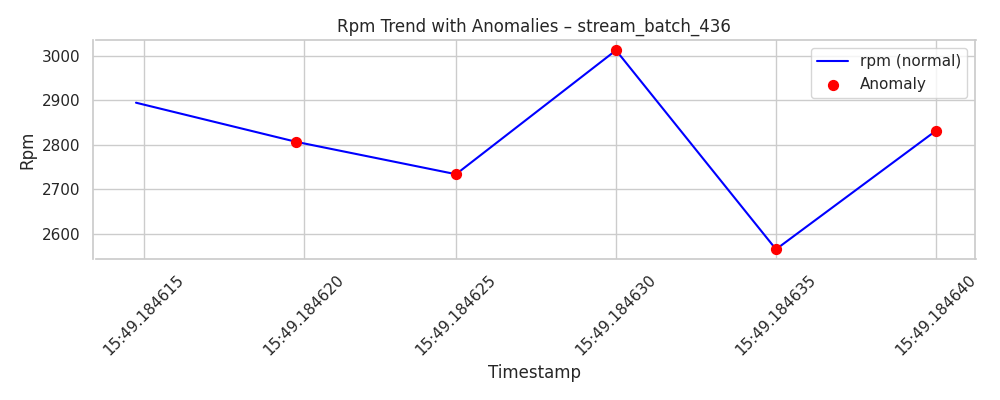 Rpm Trend with Anomalies – stream_batch_436
Rpm
3000
2900
2800
2700
2600
rpm (normal)
Anomaly
15:49.184615
15:49.184620
15:49.184625
15:49.184630
15:49.184635
15:49.184640
Timestamp